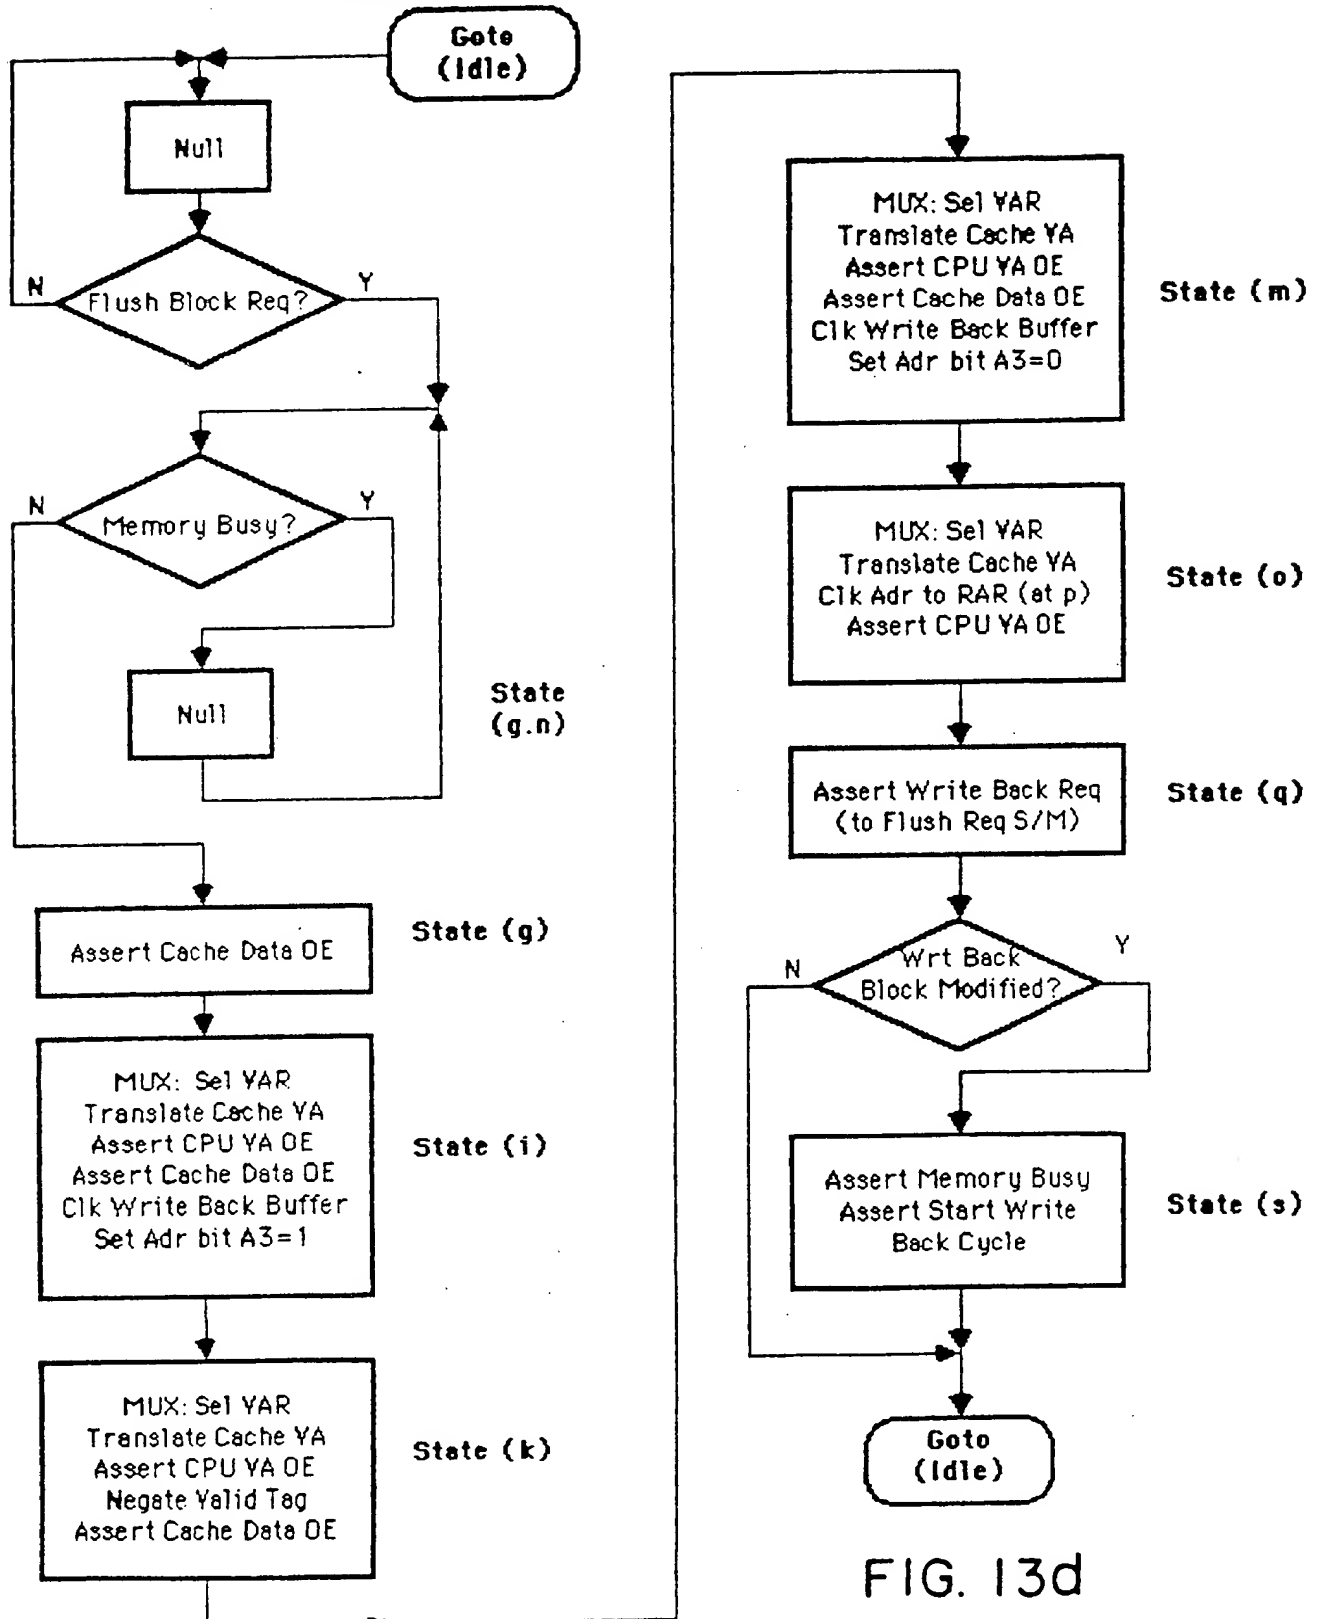 Goto
(Idle)
Null
Flush Block Req?
N
Y
Memory Busy?
N
Y
Null
State
(g.n)
Assert Cache Data OE
State (g)
MUX: Sel VAR
Translate Cache VA
Assert CPU VA OE
Assert Cache Data OE
Clk Write Back Buffer
Set Adr bit A3=1
State (i)
MUX: Sel VAR
Translate Cache VA
Assert CPU VA OE
Negate Valid Tag
Assert Cache Data OE
State (k)
MUX: Sel VAR
Translate Cache VA
Assert CPU VA OE
Assert Cache Data OE
Clk Write Back Buffer
Set Adr bit A3=0
State (m)
MUX: Sel VAR
Translate Cache VA
Clk Adr to RAR (at p)
Assert CPU VA OE
State (o)
Assert Write Back Req
(to Flush Req S/M)
State (q)
Wrt Back
Block Modified?
N
Y
Assert Memory Busy
Assert Start Write
Back Cycle
State (s)
Goto
(Idle)
FIG. 13d